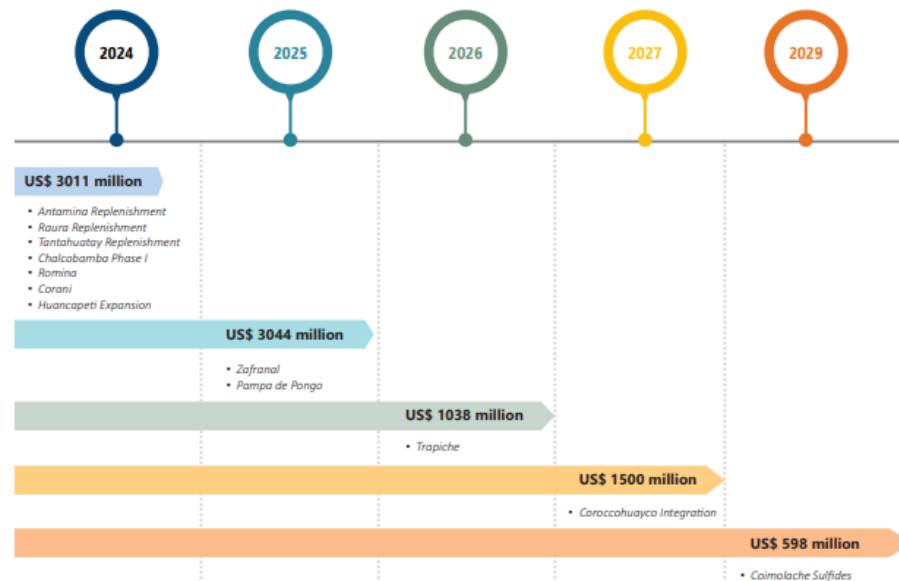 2024
2025
2026
2027
2029
US$ 3011 million
• Antamina Replenishment
• Raura Replenishment
• Tantahuatay Replenishment
• Chalcobamba Phase I
• Romina
• Corani
• Huancapeti Expansion
US$ 3044 million
• Zafranal
• Pampa de Pongo
US$ 1038 million
• Trapiche
US$ 1500 million
• Coroccohuayco Integration
US$ 598 million
• Coimolache Sulfides